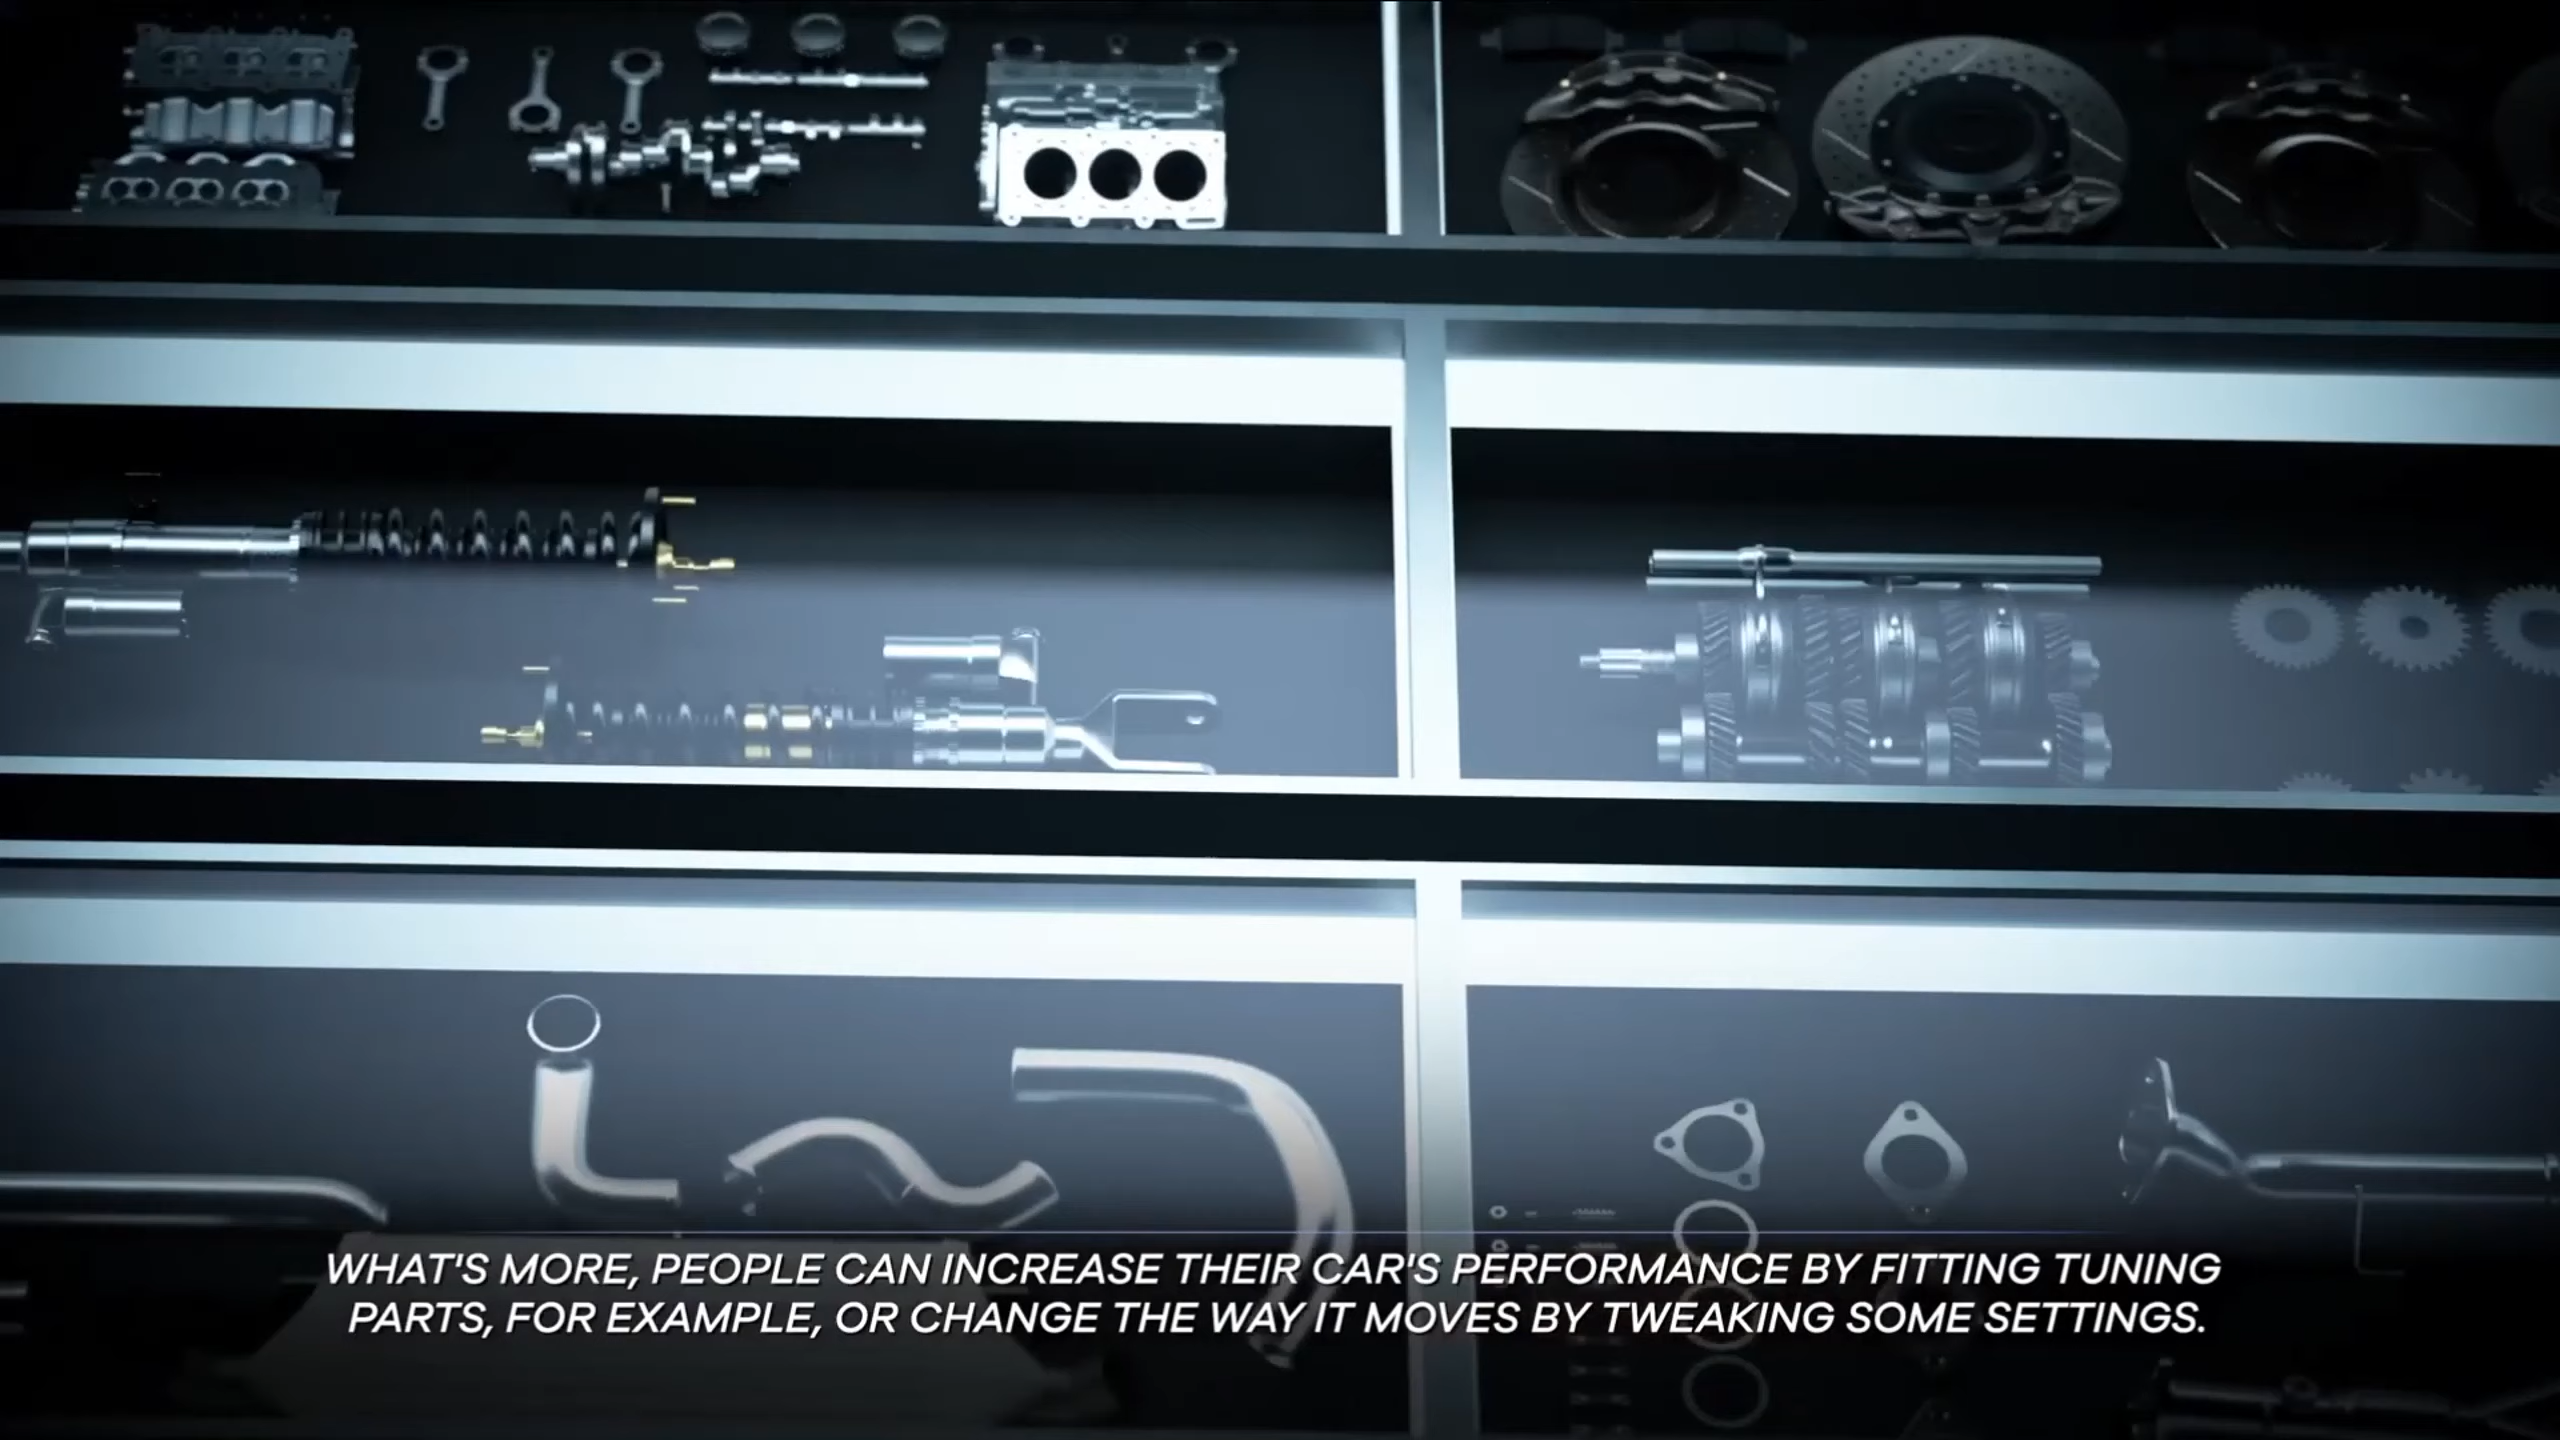 WHAT'S MORE, PEOPLE CAN INCREASE THEIR CAR'S PERFORMANCE BY FITTING TUNING
PARTS, FOR EXAMPLE, OR CHANGE THE WAY IT MOVES BY TWEAKING SOME SETTINGS.